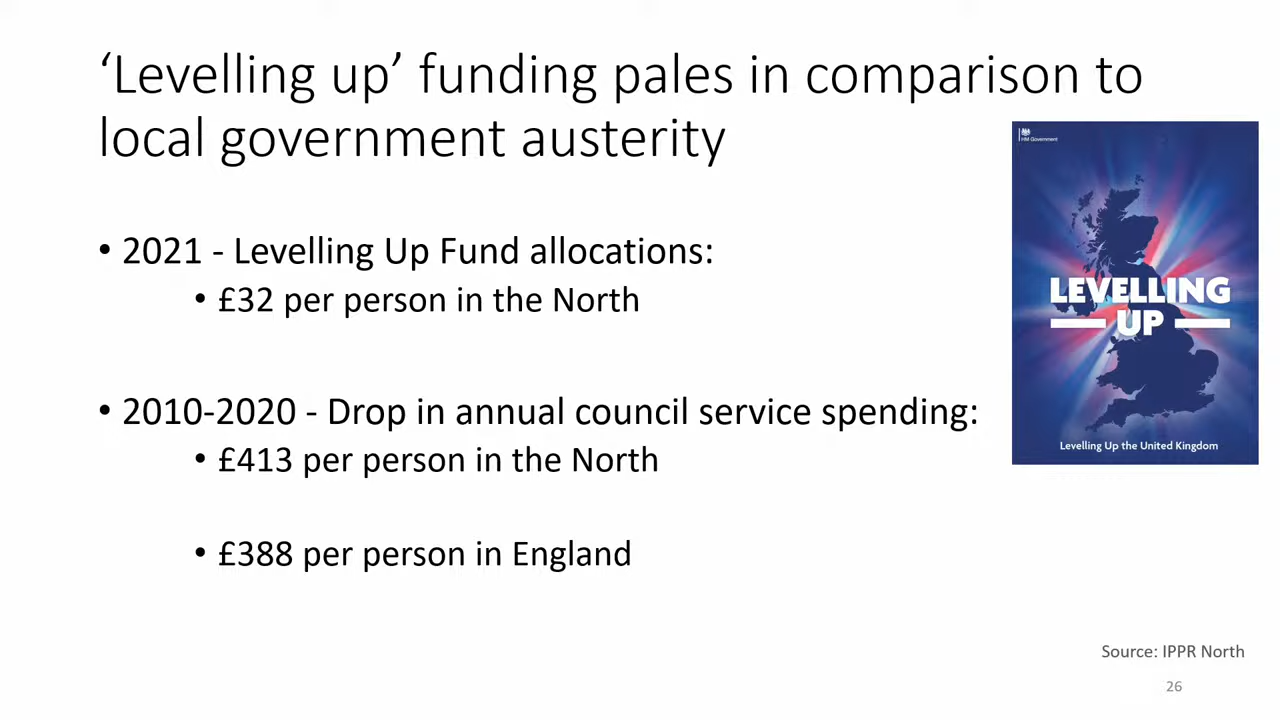 ‘Levelling up’ funding pales in comparison to
local government austerity
HM Government
LEVELLING
UP
Levelling Up the United Kingdom
• 2021 - Levelling Up Fund allocations:
• £32 per person in the North
• 2010-2020 - Drop in annual council service spending:
• £413 per person in the North
• £388 per person in England
Source: IPPR North
26